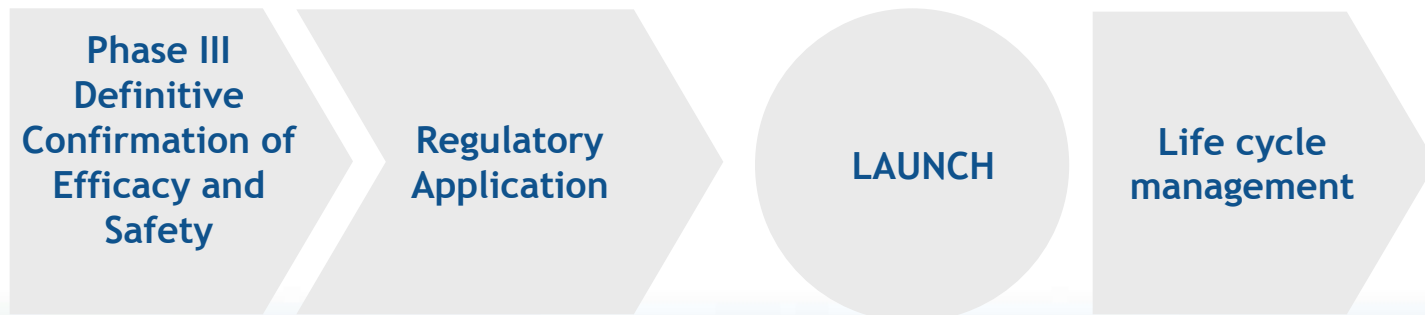 Phase III
Definitive
Confirmation of
Efficacy and
Safety
Regulatory
Application
LAUNCH
Life cycle
management